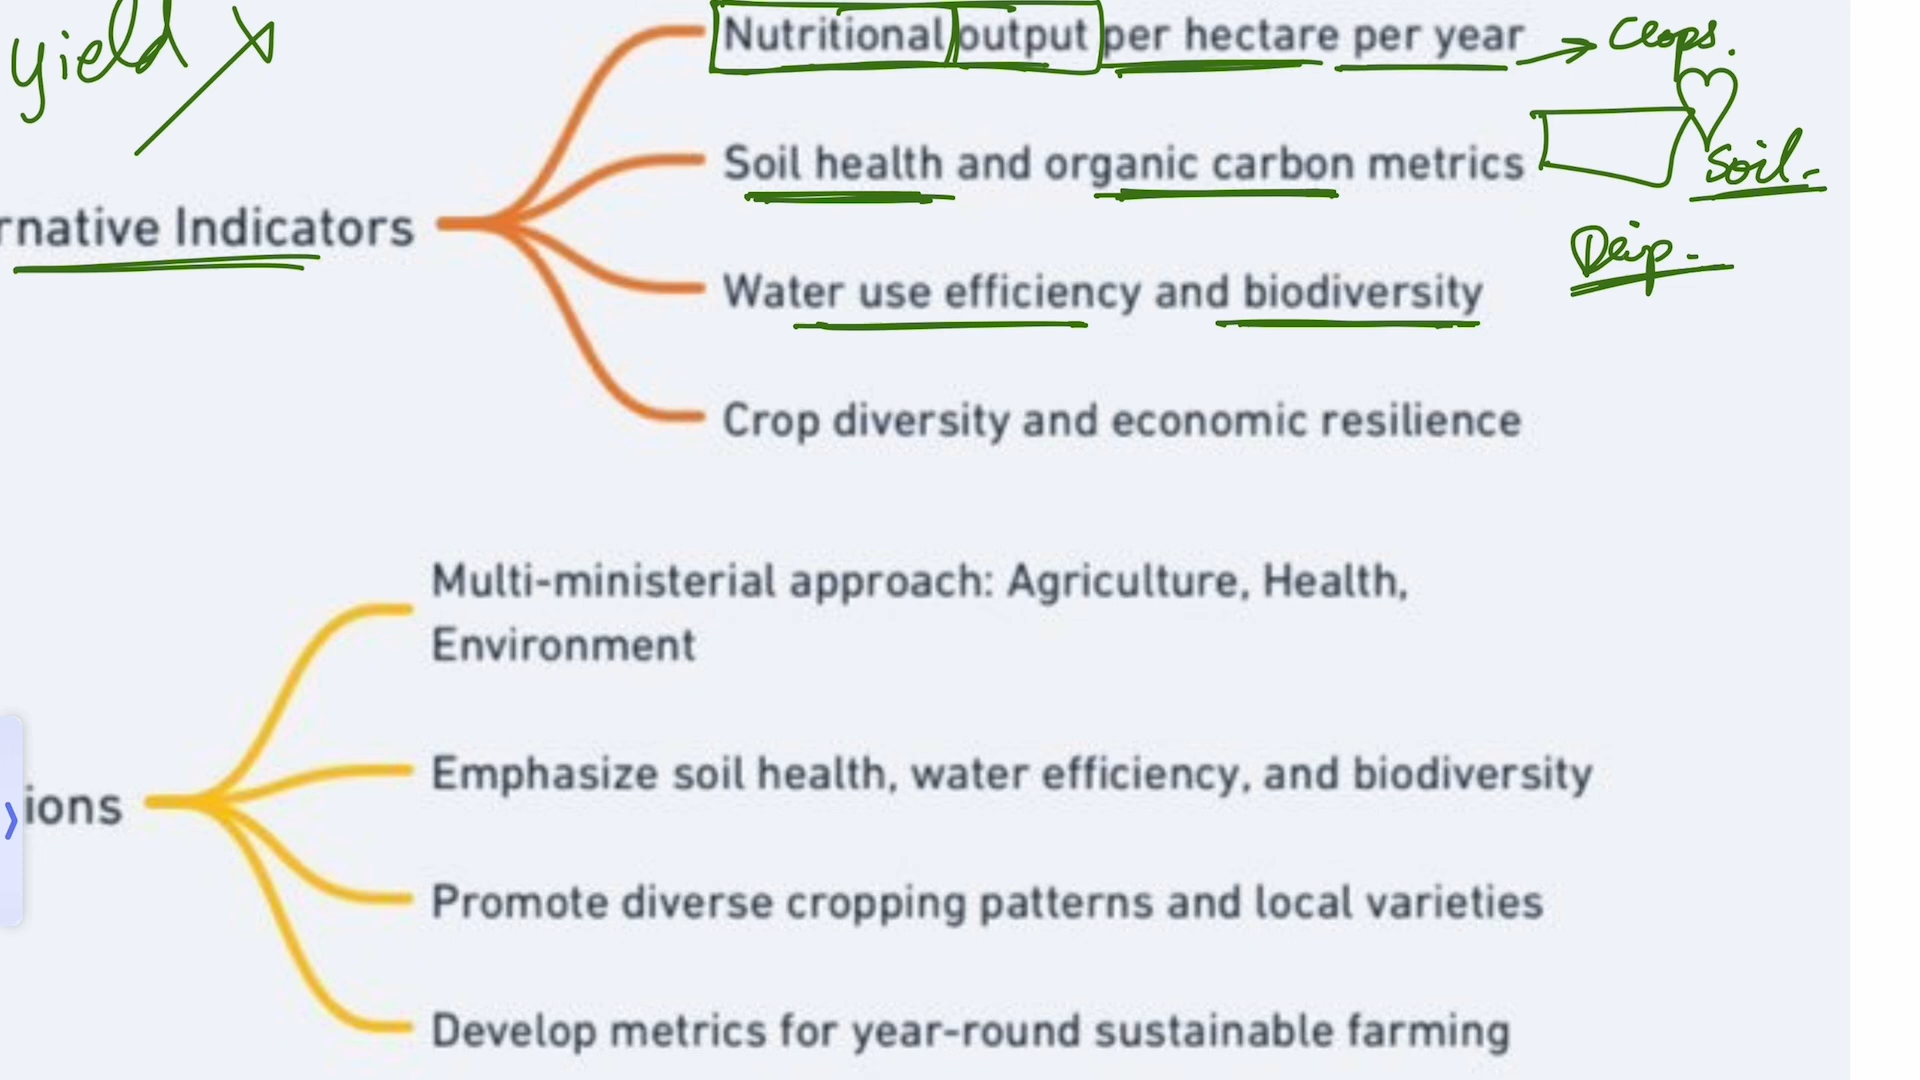 yield
Nutritional output per hectare per year
Crops.
Soil health and organic carbon metrics
Soil.
rnative Indicators
Water use efficiency and biodiversity
Crop diversity and economic resilience
Multi-ministerial approach: Agriculture, Health,
Environment
Emphasize soil health, water efficiency, and biodiversity
ions
Promote diverse cropping patterns and local varieties
Develop metrics for year-round sustainable farming